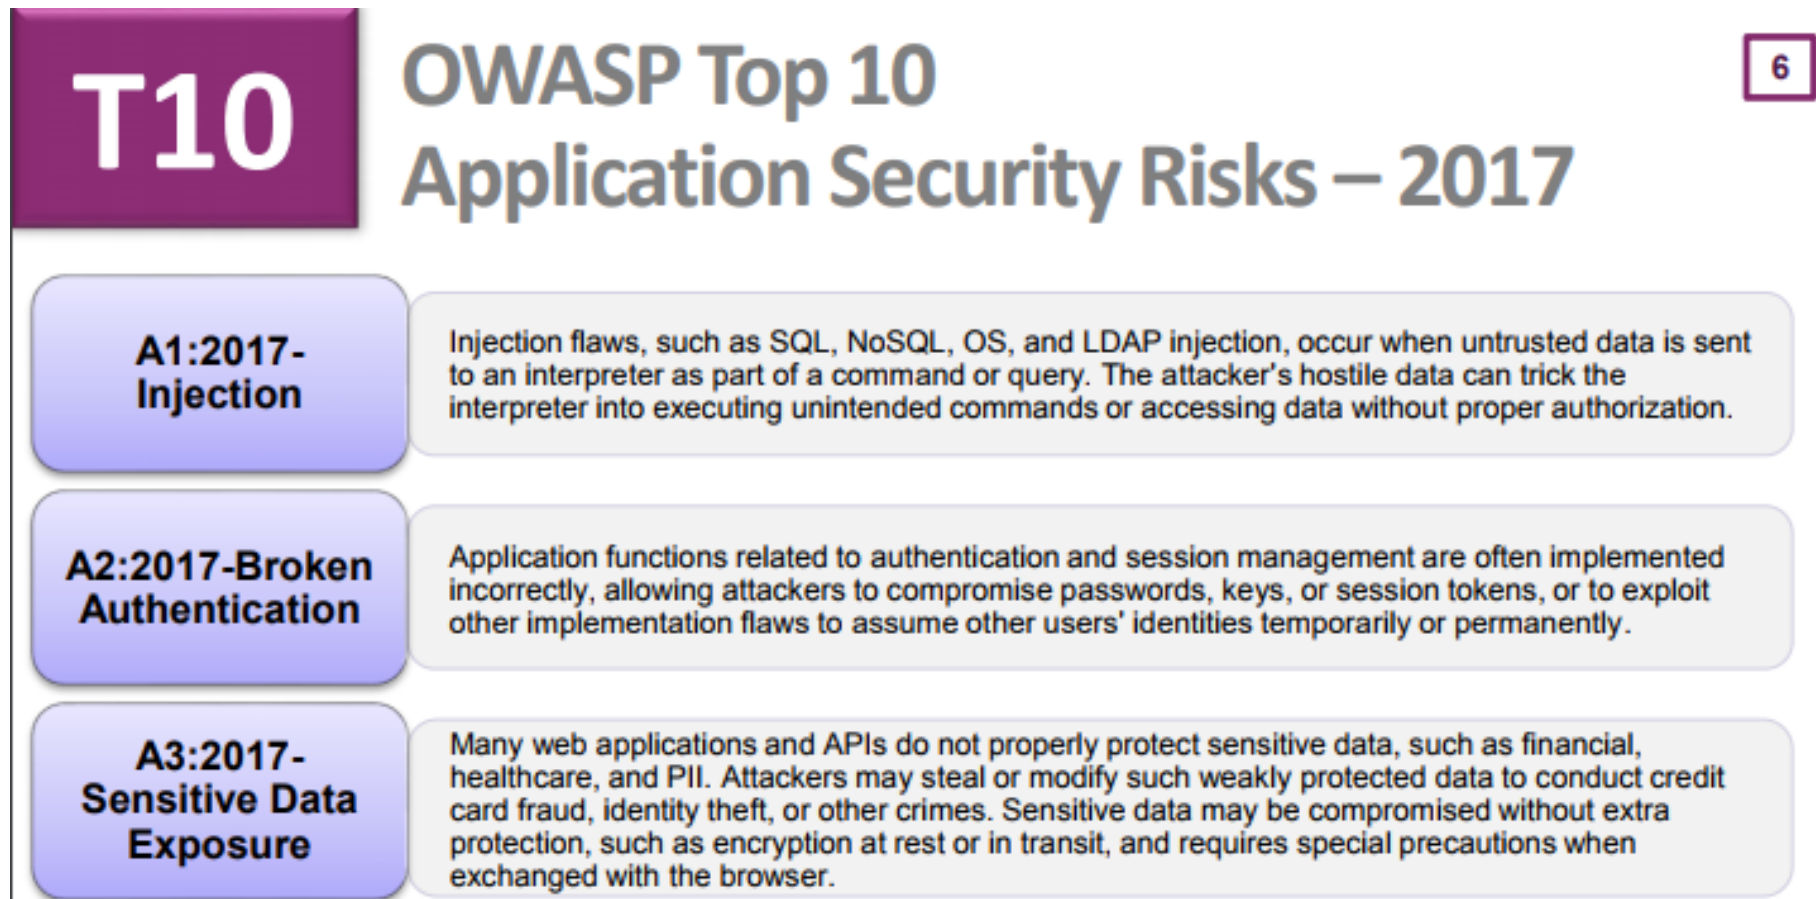 T10
OWASP Top 10
Application Security Risks – 2017
6
A1:2017-
Injection
Injection flaws, such as SQL, NoSQL, OS, and LDAP injection, occur when untrusted data is sent
to an interpreter as part of a command or query. The attacker's hostile data can trick the
interpreter into executing unintended commands or accessing data without proper authorization.
A2:2017-Broken
Authentication
Application functions related to authentication and session management are often implemented
incorrectly, allowing attackers to compromise passwords, keys, or session tokens, or to exploit
other implementation flaws to assume other users' identities temporarily or permanently.
A3:2017-
Sensitive Data
Exposure
Many web applications and APIs do not properly protect sensitive data, such as financial,
healthcare, and PII. Attackers may steal or modify such weakly protected data to conduct credit
card fraud, identity theft, or other crimes. Sensitive data may be compromised without extra
protection, such as encryption at rest or in transit, and requires special precautions when
exchanged with the browser.